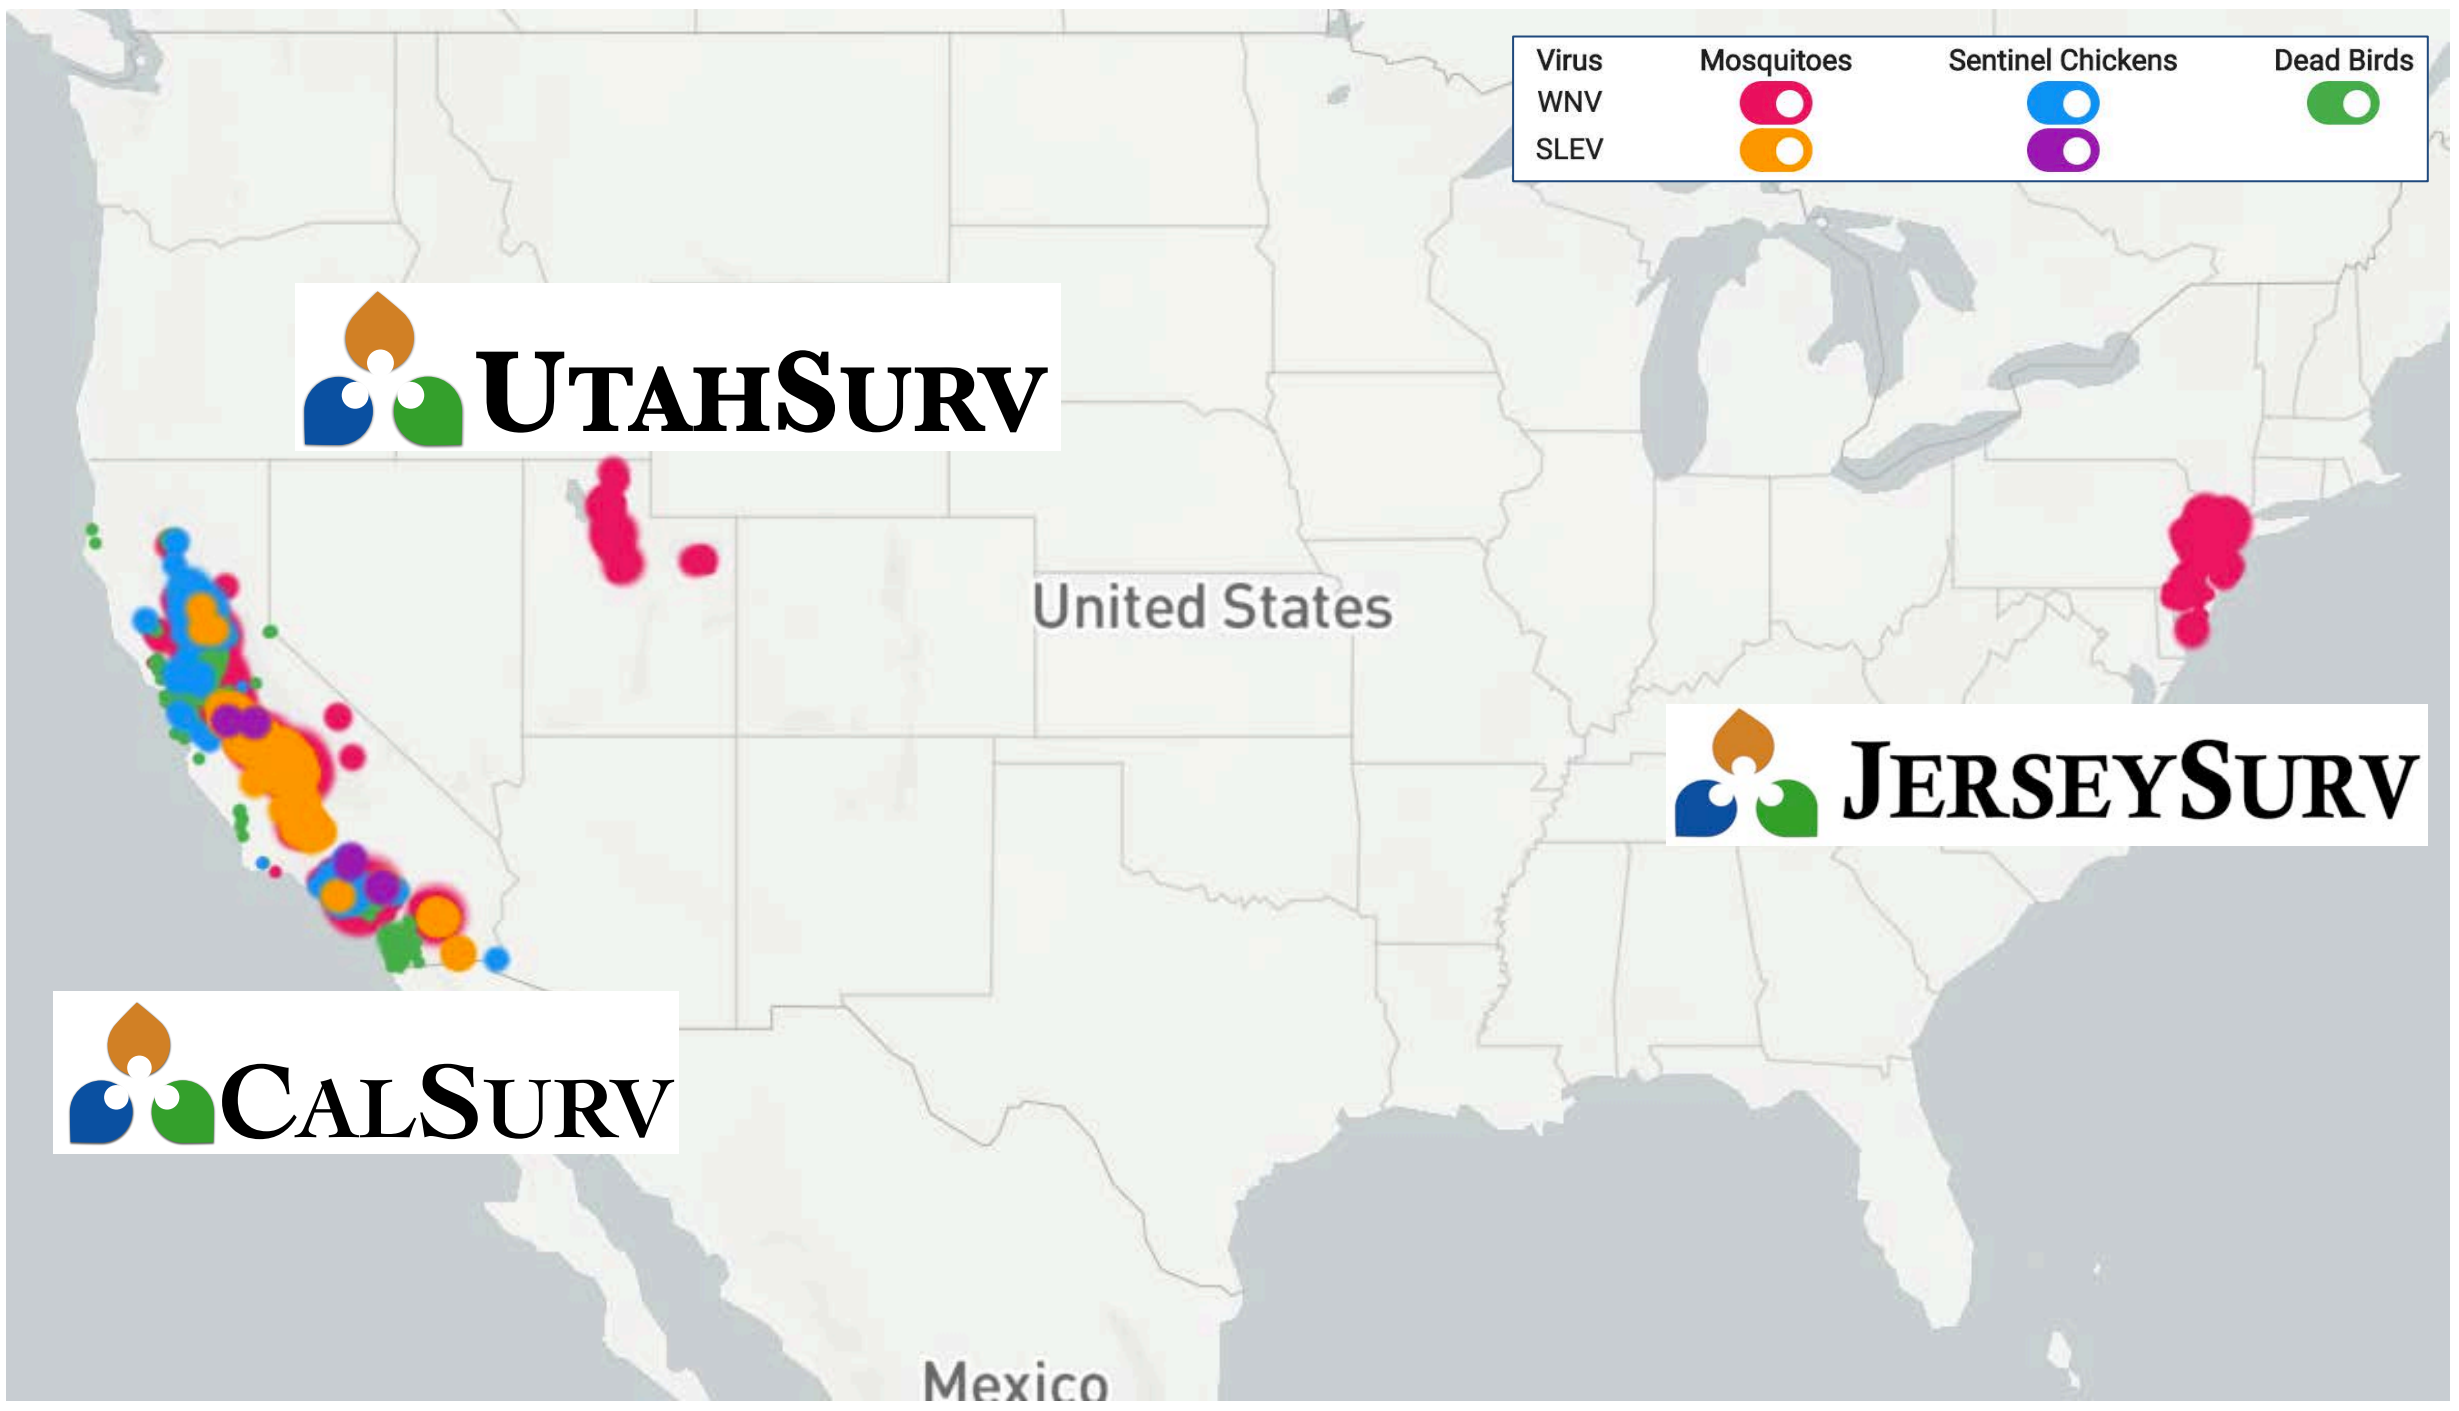 Virus Mosquitoes Sentinel Chickens Dead Birds
WNV
SLEV
UTAHSURV
United States
JERSEYSURV
CALSURV
Mexico